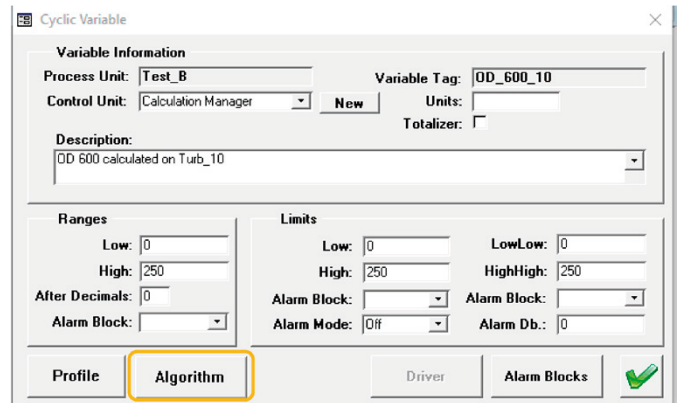 Cyclic Variable
Variable Information
Process Unit: Test_B Variable Tag: OD_600_10
Control Unit: Calculation Manager New Units:
Totalizer:
Description:
OD 600 calculated on Turb_10
Ranges Limits
Low: 0 Low: 0 LowLow: 0
High: 250 High: 250 HighHigh: 250
After Decimals: 0 Alarm Block: Alarm Block:
Alarm Block: Alarm Mode: Off Alarm Db.: 0
Profile Algorithm Driver Alarm Blocks